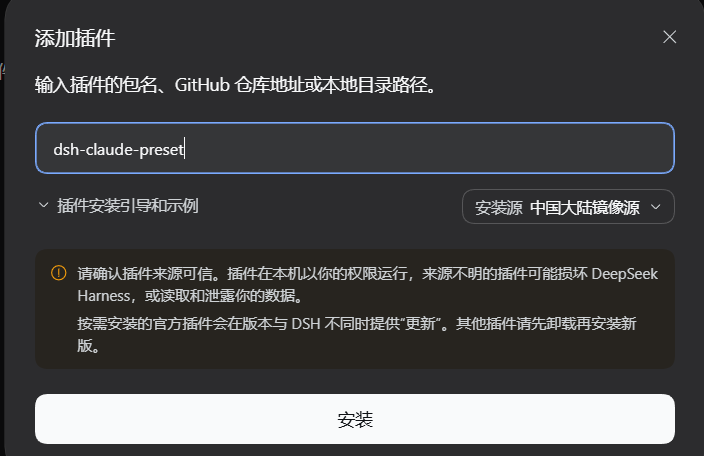 添加插件
输入插件的包名、GitHub 仓库地址或本地目录路径。
dsh-claude-preset
插件安装引导和示例
安装源 中国大陆镜像源
请确认插件来源可信。插件在本机以你的权限运行，来源不明的插件可能损坏 DeepSeek
Harness，或读取和泄露你的数据。
按需安装的官方插件会在版本与 DSH 不同时提供“更新”。其他插件请先卸载再安装新
版。
安装